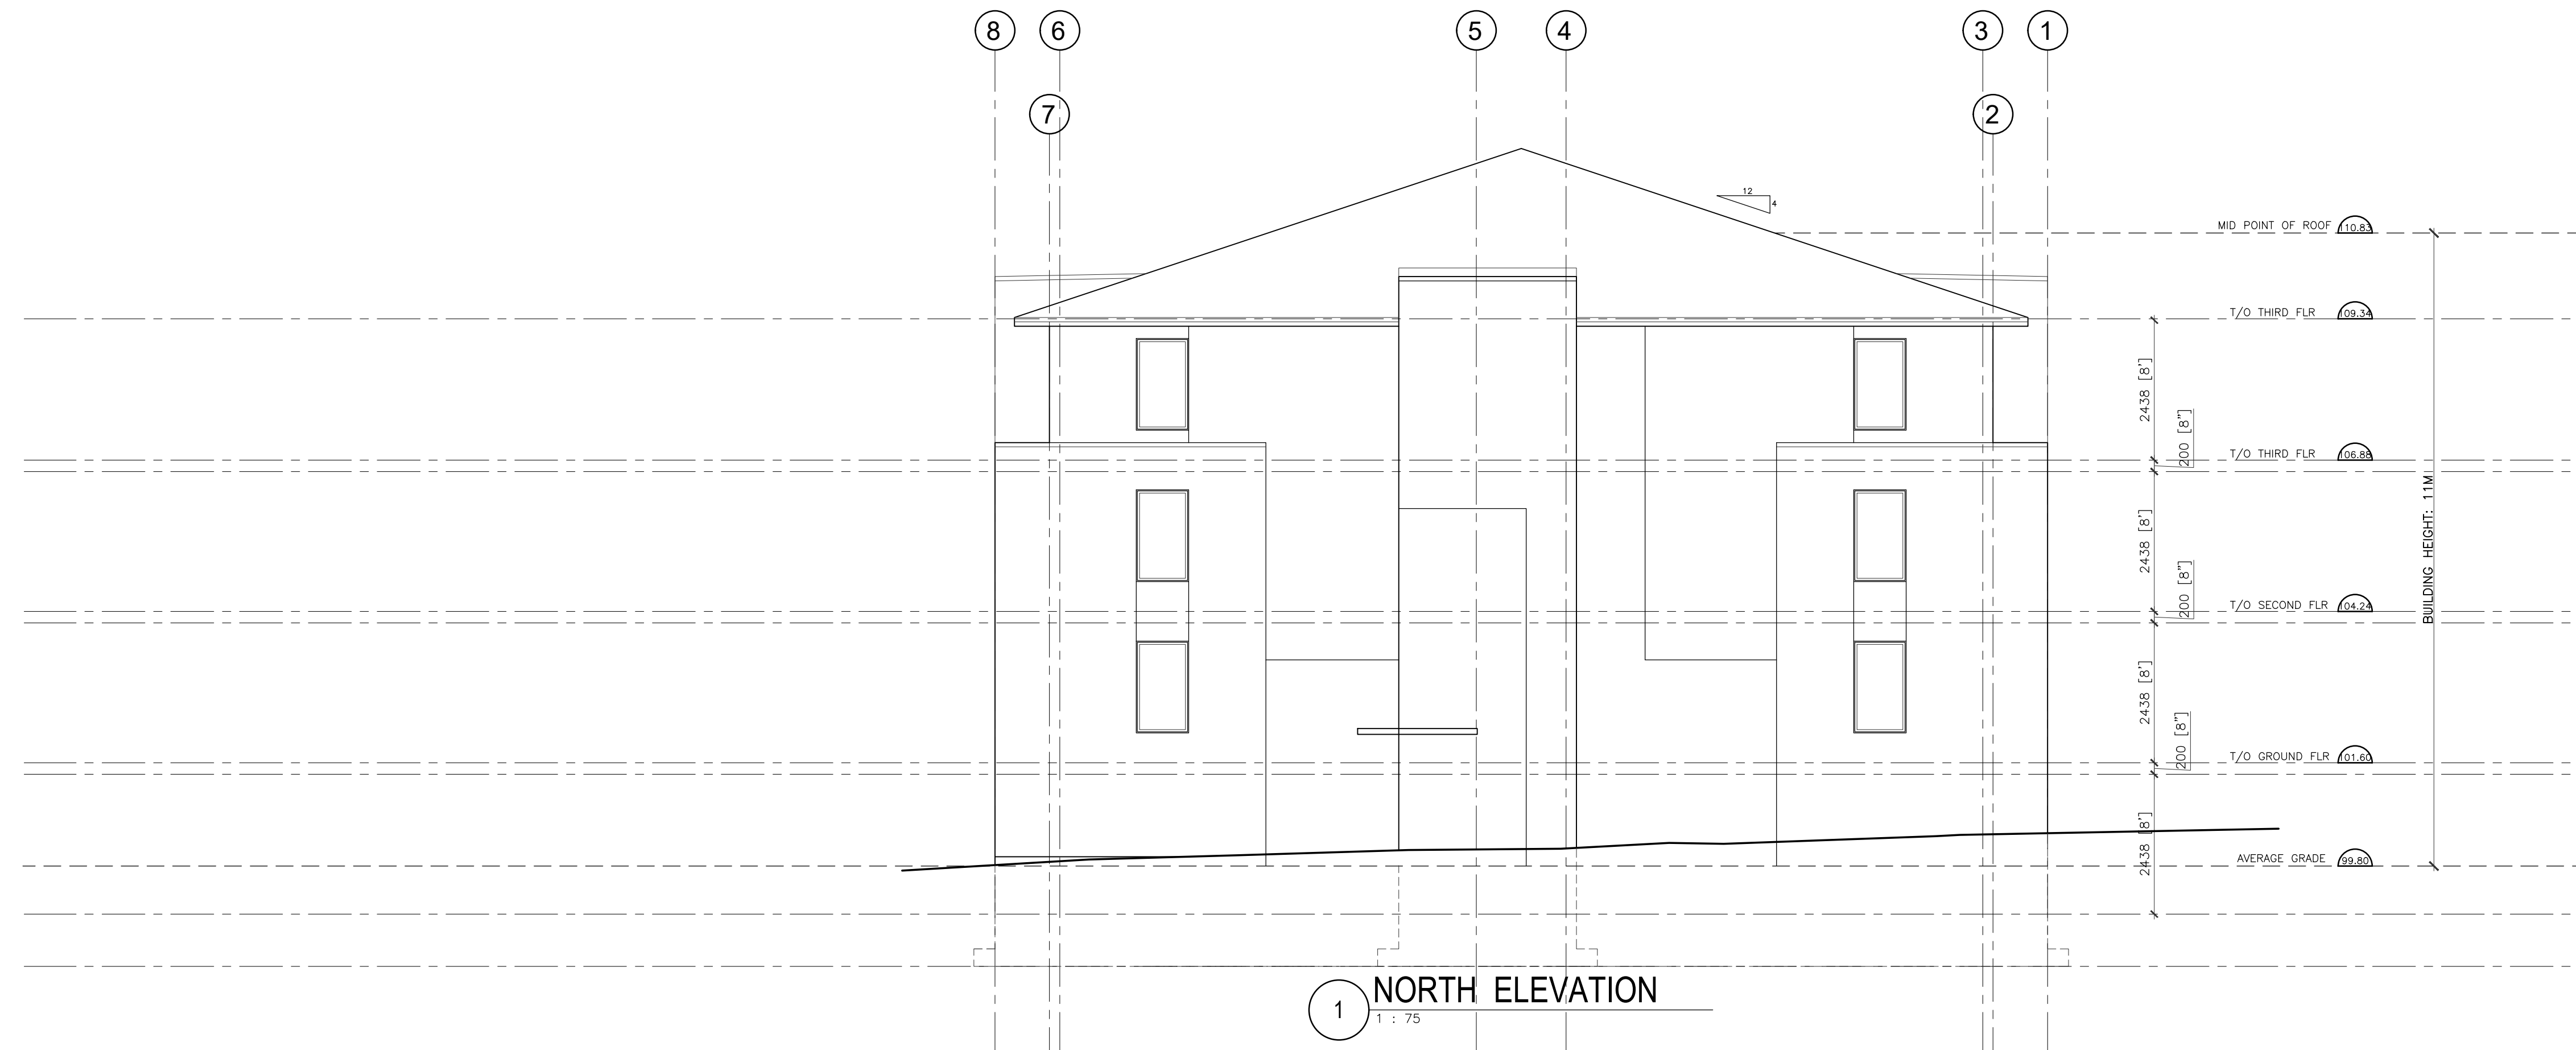 8 6 5 4 3 1
7 2
12
4
MID POINT OF ROOF 110.83
T/O THIRD FLR 109.34
2438 [8']
200 [8"]
T/O THIRD FLR 106.88
2438 [8']
BUILDING HEIGHT: 11M
200 [8"]
T/O SECOND FLR 104.24
2438 [8']
200 [8"]
T/O GROUND FLR 101.60
2438 [8']
AVERAGE GRADE 99.80
1 NORTH ELEVATION
1 : 75